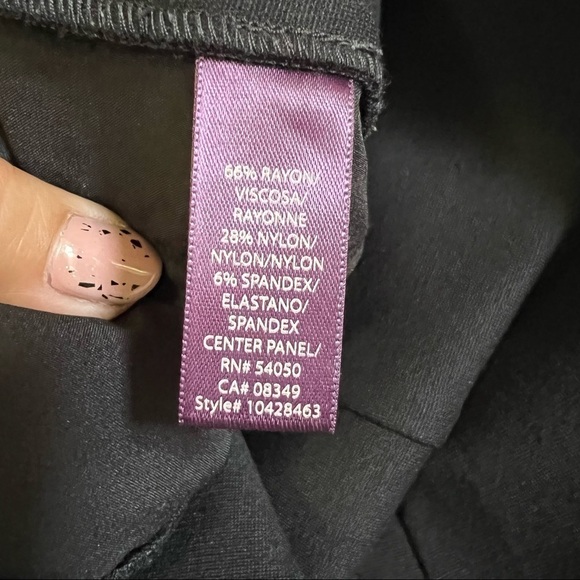 66% RAYON/
VISCOSA/
RAYONNE
28% NYLON/
NYLON/NYLON
6% SPANDEX/
ELASTANO/
SPANDEX
CENTER PANEL/
RN# 54050
CA# 08349
Style# 10428463